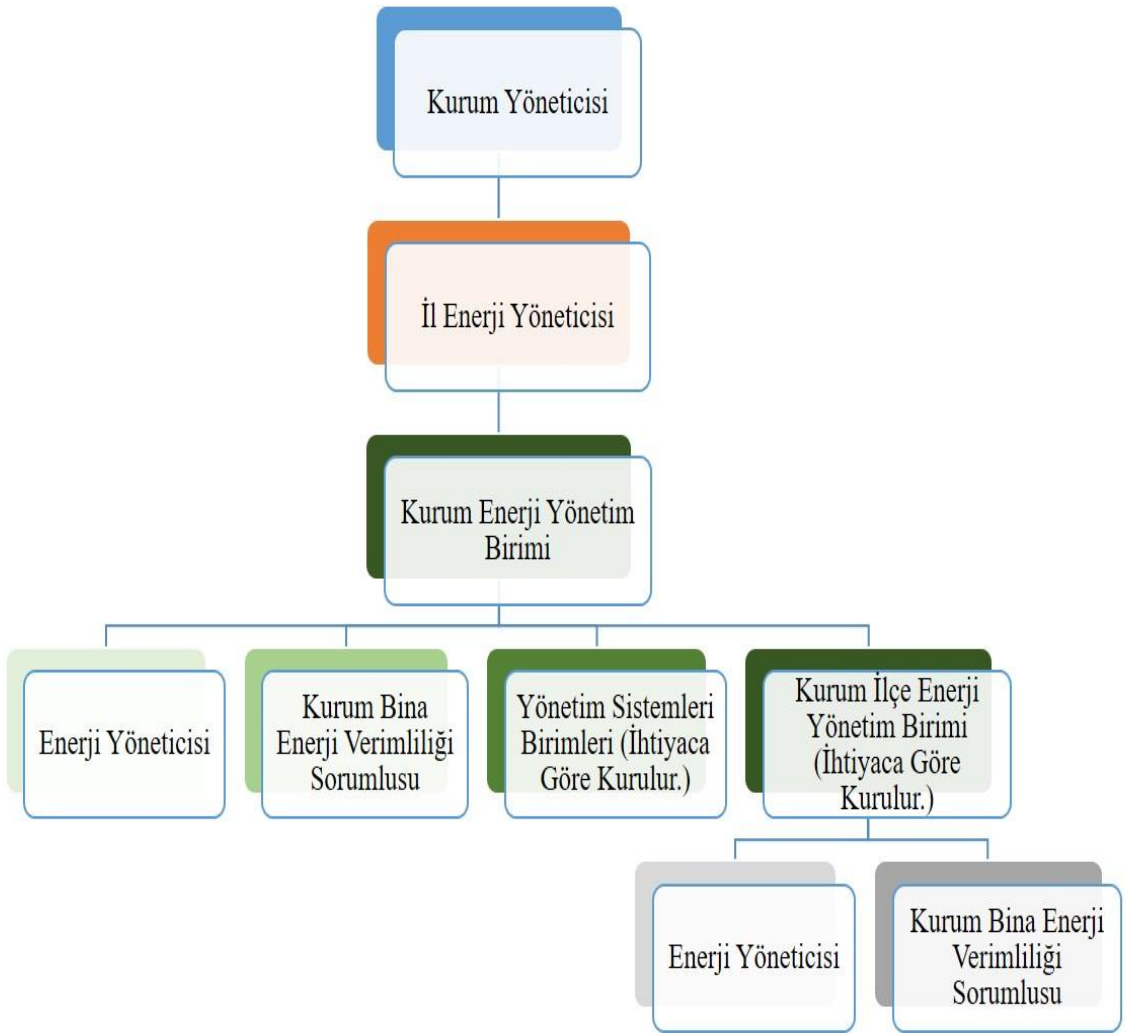 Kurum Yöneticisi
İl Enerji Yöneticisi
Kurum Enerji Yönetim
Birimi
Enerji Yöneticisi
Kurum Bina
Enerji Verimliliği
Sorumlusu
Yönetim Sistemleri
Birimleri (İhtiyaca
Göre Kurulur.)
Kurum İlçe Enerji
Yönetim Birimi
(İhtiyaca Göre
Kurulur.)
Enerji Yöneticisi
Kurum Bina Enerji
Verimliliği
Sorumlusu